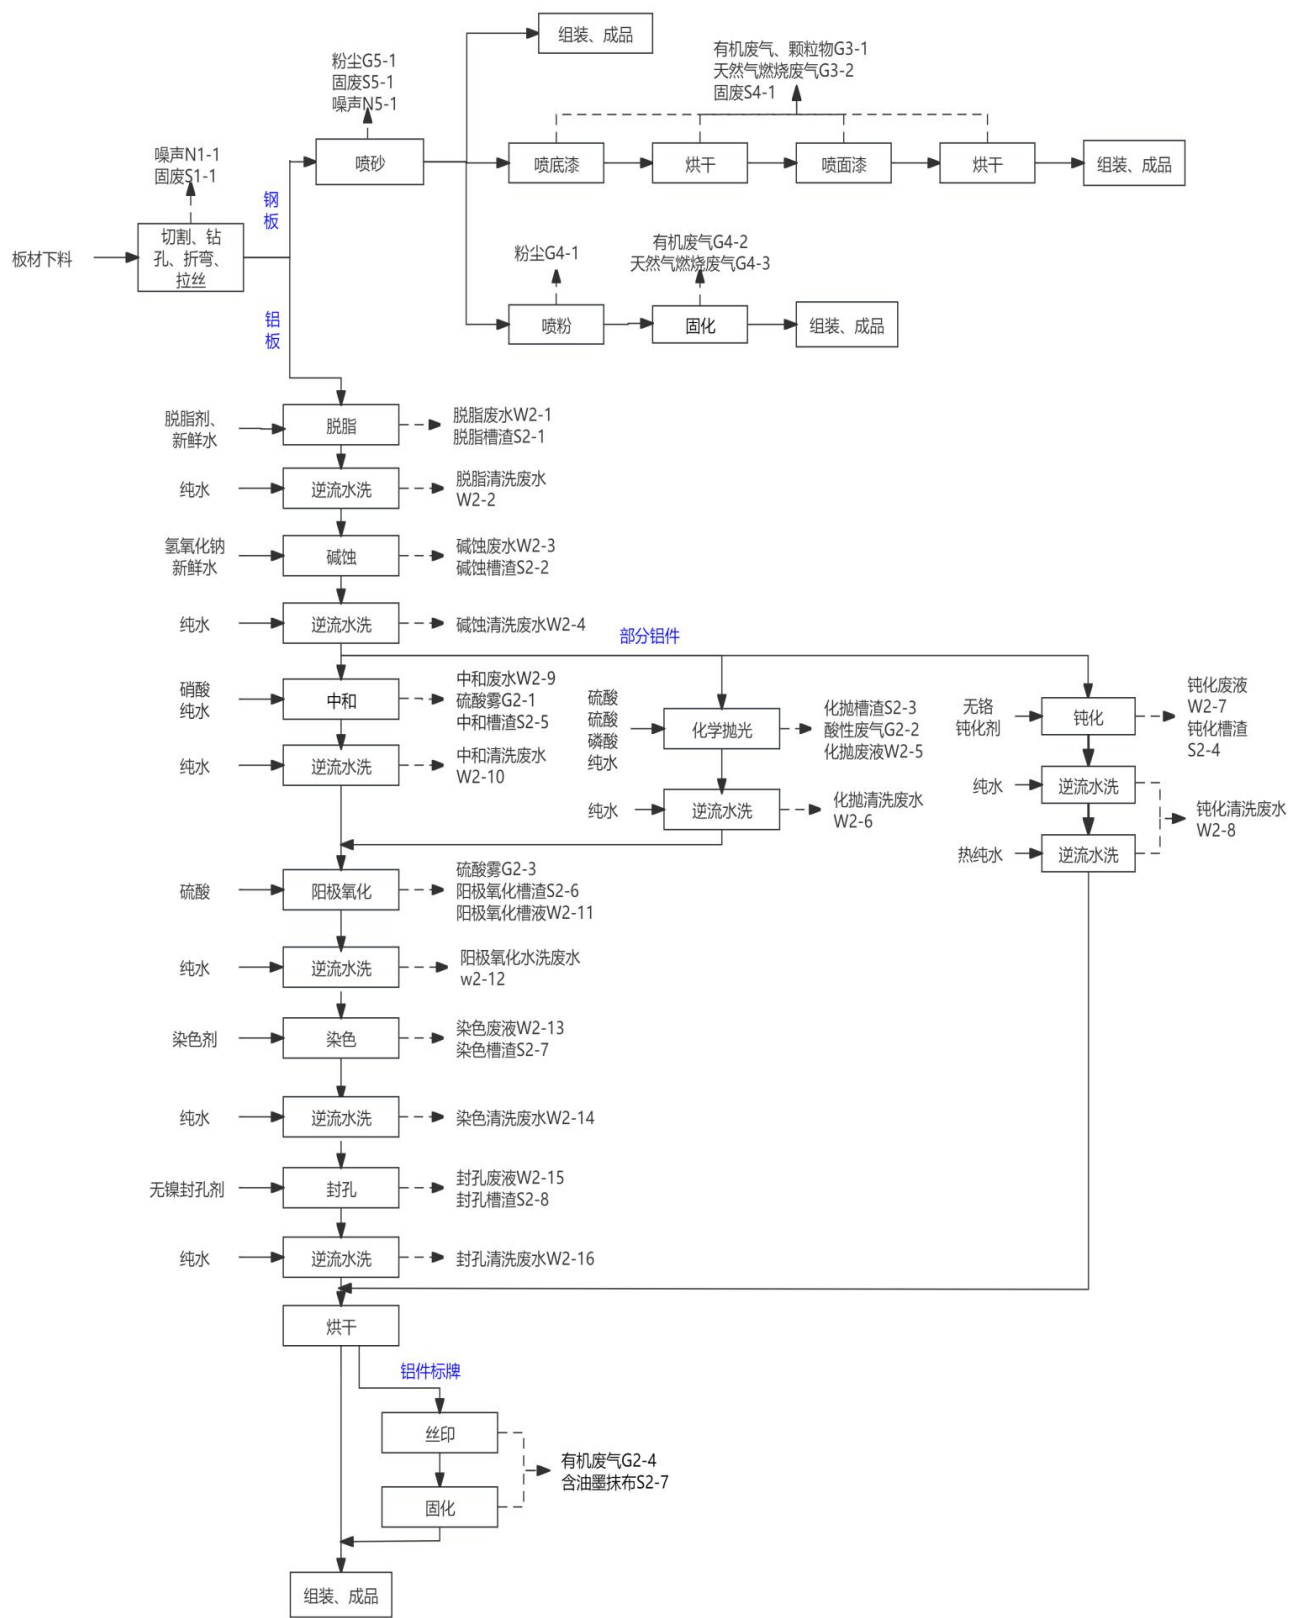 组装、成品
粉尘G5-1
固废S5-1
噪声N5-1
有机废气、颗粒物G3-1
天然气燃烧废气G3-2
固废S4-1
喷砂
喷底漆
烘干
喷面漆
烘干
组装、成品
噪声N1-1
固废S1-1
钢
板
板材下料
切割、钻
孔、折弯、
拉丝
粉尘G4-1
有机废气G4-2
天然气燃烧废气G4-3
喷粉
固化
组装、成品
铝
板
脱脂剂、
新鲜水
脱脂
脱脂废水W2-1
脱脂槽渣S2-1
纯水
逆流水洗
脱脂清洗废水
W2-2
氢氧化钠
新鲜水
碱蚀
碱蚀废水W2-3
碱蚀槽渣S2-2
纯水
逆流水洗
碱蚀清洗废水W2-4
部分铝件
硝酸
纯水
中和
中和废水W2-9
硫酸雾G2-1
中和槽渣S2-5
硫酸
硫酸
磷酸
纯水
化学抛光
化抛槽渣S2-3
酸性废气G2-2
化抛废液W2-5
无铬
钝化剂
钝化
钝化废液
W2-7
钝化槽渣
S2-4
纯水
逆流水洗
中和清洗废水
W2-10
纯水
逆流水洗
化抛清洗废水
W2-6
纯水
逆流水洗
热纯水
逆流水洗
钝化清洗废水
W2-8
硫酸
阳极氧化
硫酸雾G2-3
阳极氧化槽渣S2-6
阳极氧化槽液W2-11
纯水
逆流水洗
阳极氧化水洗废水
w2-12
染色剂
染色
染色废液W2-13
染色槽渣S2-7
纯水
逆流水洗
染色清洗废水W2-14
无镍封孔剂
封孔
封孔废液W2-15
封孔槽渣S2-8
纯水
逆流水洗
封孔清洗废水W2-16
烘干
铝件标牌
丝印
固化
有机废气G2-4
含油墨抹布S2-7
组装、成品